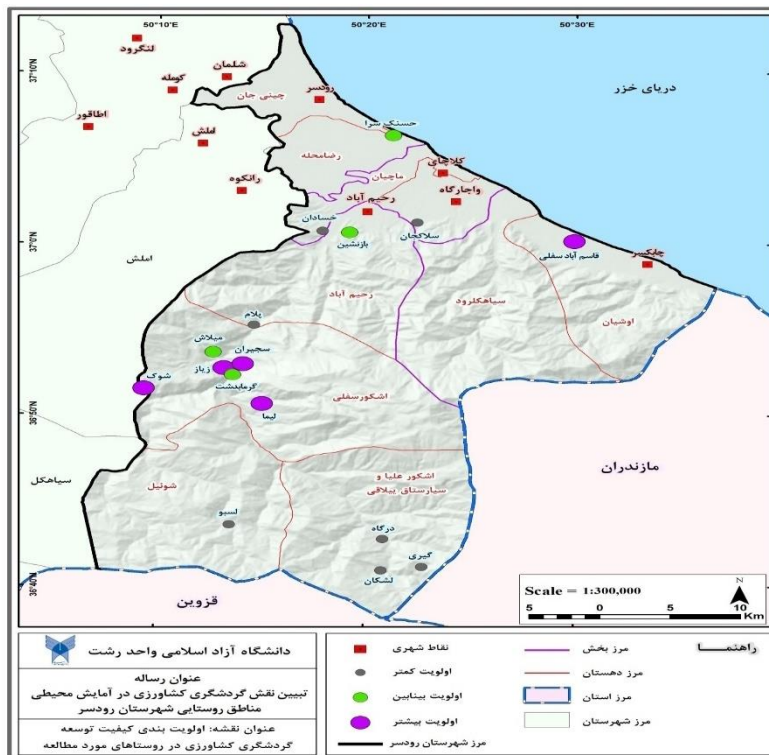 50°10'E 50°20'E 50°30'E
37°10'N
37°0'N
36°50'N
36°40'N
لنگرود
شلمان
کومله
اطاقور
املش
رانکوه
چینی جان
رودسر
دریای خزر
حسنک سرا
رضامحله
ماچیان
کلاچای
واجارگاه
رحیم آباد
خسادان
بازنشین
سلاکجان
قاسم آباد سفلی
چابکسر
املش
رحیم آباد
سیاهکلرود
اوشیان
پلام
میلاش
سجیران
زیاز
شوک
گرمابدشت
لیما
اشکورسفلی
مازندران
سیاهکل
شوئیل
اشکور علیا و
سیارستاق ییلاقی
لسبو
درگاه
گیری
لشکان
قزوین
Scale = 1:300,000
N
5 0 5 10
Km
دانشگاه آزاد اسلامی واحد رشت
عنوان رساله
تبیین نقش گردشگری کشاورزی در آمایش محیطی
مناطق روستایی شهرستان رودسر
عنوان نقشه: اولویت بندی کیفیت توسعه
گردشگری کشاورزی در روستاهای مورد مطالعه
راهنما
مرز بخش
مرز دهستان
مرز استان
مرز شهرستان
نقاط شهری
اولویت کمتر
اولویت بینابین
اولویت بیشتر
مرز شهرستان رودسر